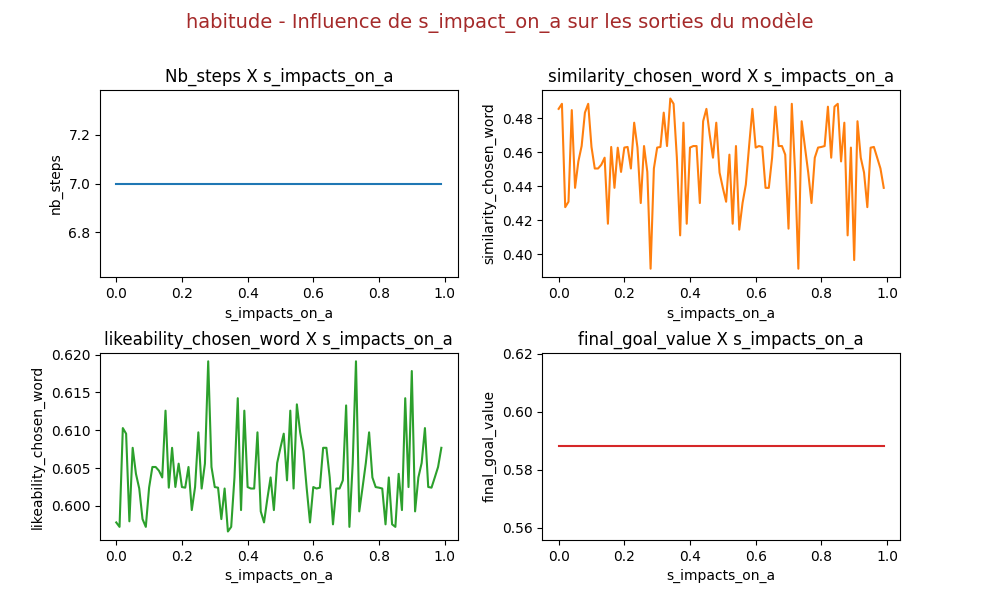 habitude - Influence de s_impact_on_a sur les sorties du modèle
Nb_steps X s_impacts_on_a
nb_steps
7.2
7.0
6.8
0.0 0.2 0.4 0.6 0.8 1.0
s_impacts_on_a
similarity_chosen_word X s_impacts_on_a
similarity_chosen_word
0.48
0.46
0.44
0.42
0.40
0.0 0.2 0.4 0.6 0.8 1.0
s_impacts_on_a
likeability_chosen_word X s_impacts_on_a
likeability_chosen_word
0.620
0.615
0.610
0.605
0.600
0.0 0.2 0.4 0.6 0.8 1.0
s_impacts_on_a
final_goal_value X s_impacts_on_a
final_goal_value
0.62
0.60
0.58
0.56
0.0 0.2 0.4 0.6 0.8 1.0
s_impacts_on_a